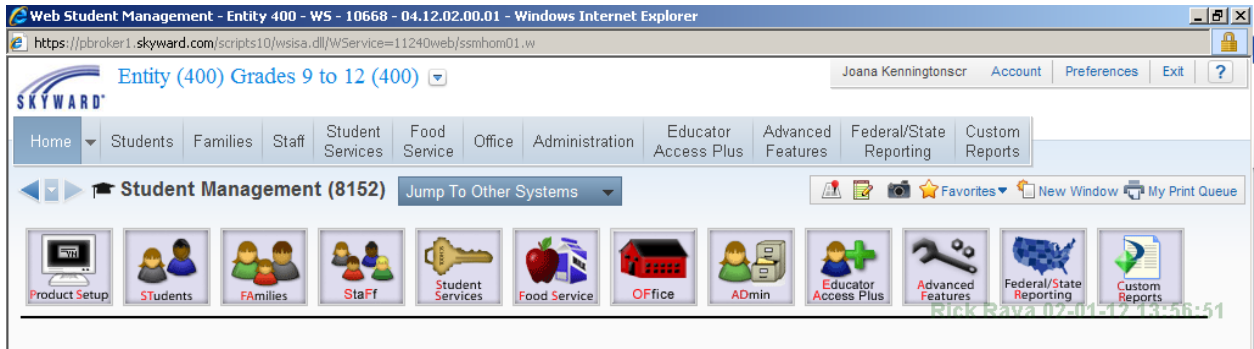 Web Student Management - Entity 400 - WS - 10668 - 04.12.02.00.01 - Windows Internet Explorer
https://pbroker1.skyward.com/scripts10/wsisa.dll/WService=11240web/ssmhom01.w
SKYWARD
Entity (400) Grades 9 to 12 (400)
Joana Kenningtonscr Account Preferences Exit ?
Home Students Families Staff Student Services Food Service Office Administration Educator Access Plus Advanced Features Federal/State Reporting Custom Reports
Student Management (8152) Jump To Other Systems Favorites New Window My Print Queue
Product Setup STudents FAmilies StaFf Student Services Food Service OFfice ADmin Educator Access Plus Advanced Features Federal/State Reporting Custom Reports
Rick Rava 02-01-12 13:56:51